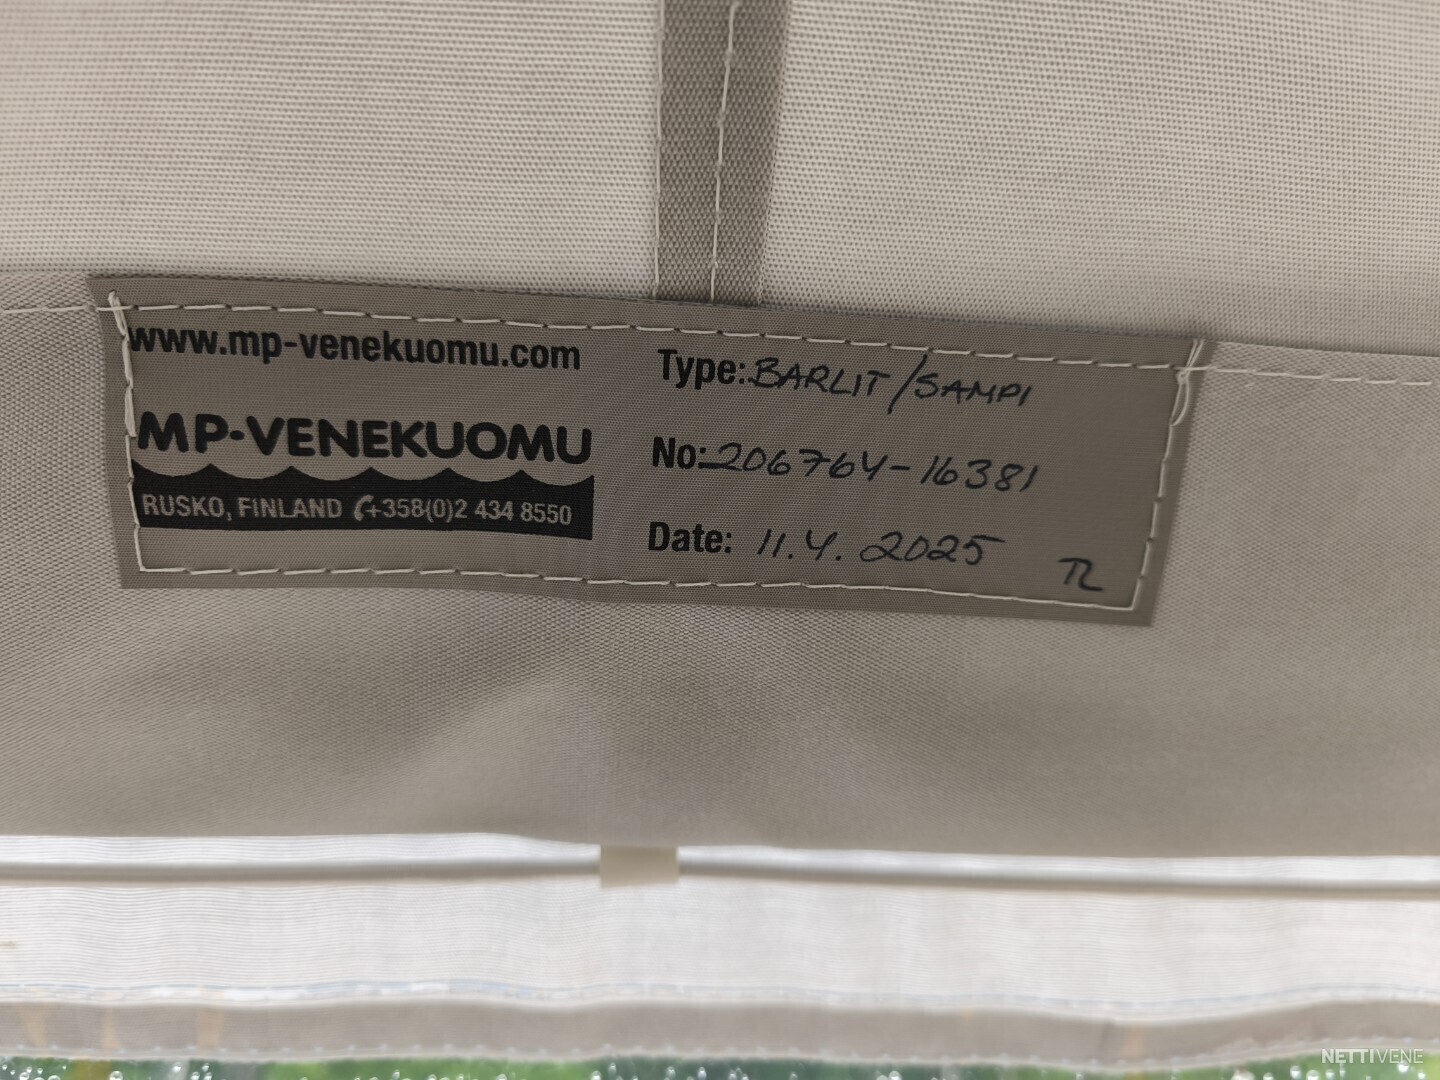 www.mp-venekuomu.com
MP-VENEKUOMU
RUSKO, FINLAND +358(0)2 434 8550
Type: BARLIT/SAMPI
No: 206764-16381
Date: 11.4.2025
TL
NETTIVENE